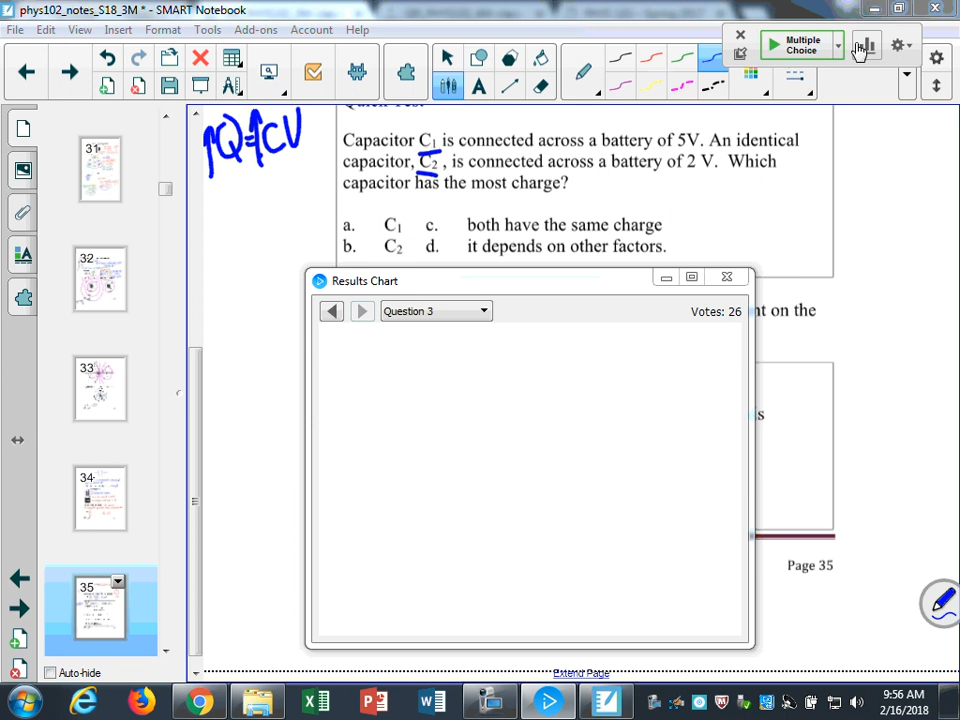 phys102_notes_S18_3M * - SMART Notebook
File Edit View Insert Format Tools Add-ons Account Help
Multiple
Choice
↑Q=↑CV
Capacitor C₁ is connected across a battery of 5V. An identical
capacitor, C₂ , is connected across a battery of 2 V. Which
capacitor has the most charge?
a. C₁ c. both have the same charge
b. C₂ d. it depends on other factors.
Results Chart
Question 3
Votes: 26
nt on the
s
Page 35
Extend Page
31
32
33
34
35
Auto-hide
9:56 AM
2/16/2018